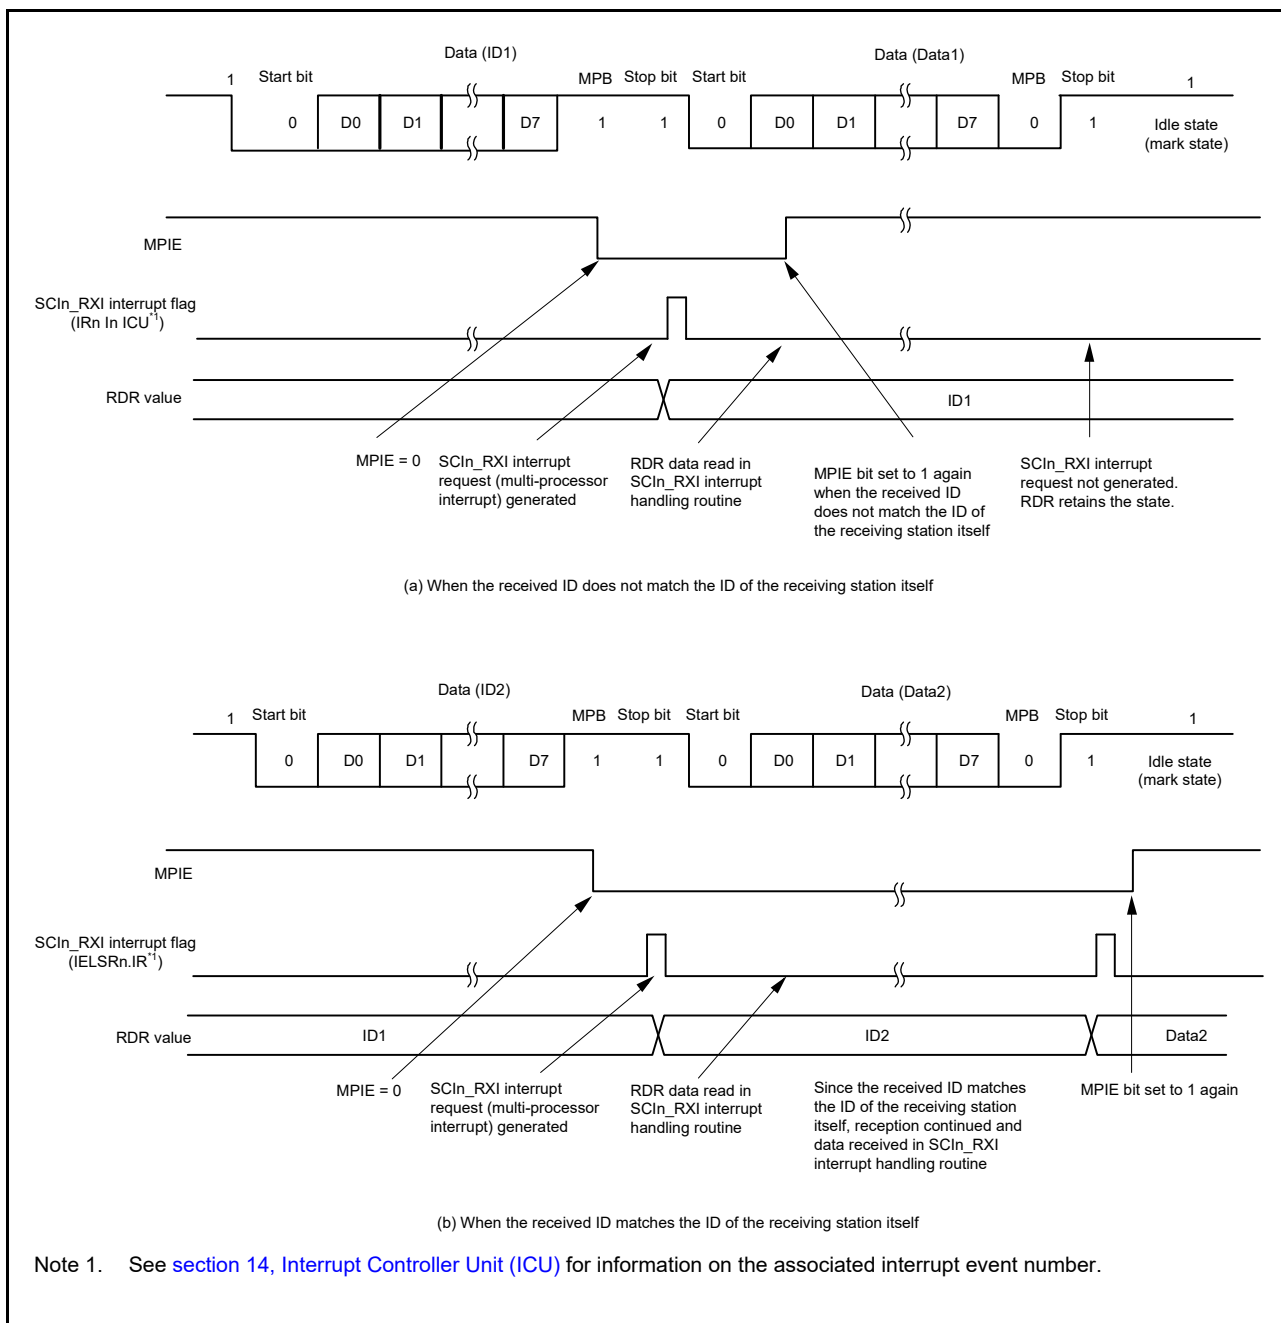 Data (ID1)
Data (Data1)
1 Start bit MPB Stop bit Start bit MPB Stop bit 1
0 D0 D1 D7 1 1 0 D0 D1 D7 0 1 Idle state
(mark state)
MPIE
SCIn_RXI interrupt flag
(IRn In ICU*1)
RDR value ID1
MPIE = 0
SCIn_RXI interrupt
request (multi-processor
interrupt) generated
RDR data read in
SCIn_RXI interrupt
handling routine
MPIE bit set to 1 again
when the received ID
does not match the ID of
the receiving station itself
SCIn_RXI interrupt
request not generated.
RDR retains the state.
(a) When the received ID does not match the ID of the receiving station itself
Data (ID2)
Data (Data2)
1 Start bit MPB Stop bit Start bit MPB Stop bit 1
0 D0 D1 D7 1 1 0 D0 D1 D7 0 1 Idle state
(mark state)
MPIE
SCIn_RXI interrupt flag
(IELSRn.IR*1)
RDR value ID1 ID2 Data2
MPIE = 0
SCIn_RXI interrupt
request (multi-processor
interrupt) generated
RDR data read in
SCIn_RXI interrupt
handling routine
Since the received ID matches
the ID of the receiving station
itself, reception continued and
data received in SCIn_RXI
interrupt handling routine
MPIE bit set to 1 again
(b) When the received ID matches the ID of the receiving station itself
Note 1. See section 14, Interrupt Controller Unit (ICU) for information on the associated interrupt event number.